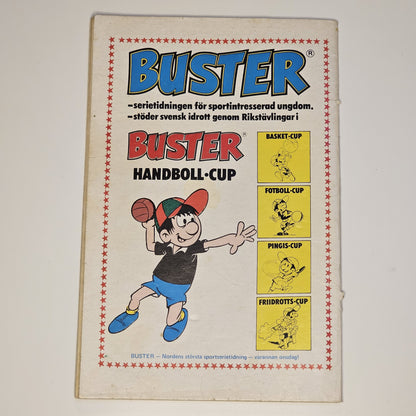 BUSTER®
–serietidningen för sportintresserad ungdom.
–stöder svensk idrott genom Rikstävlingar i
BUSTER®
HANDBOLL·CUP
BASKET-CUP
FOTBOLL-CUP
PINGIS-CUP
FRIIDROTTS-CUP
BUSTER – Nordens största sportserietidning – varannan onsdag!